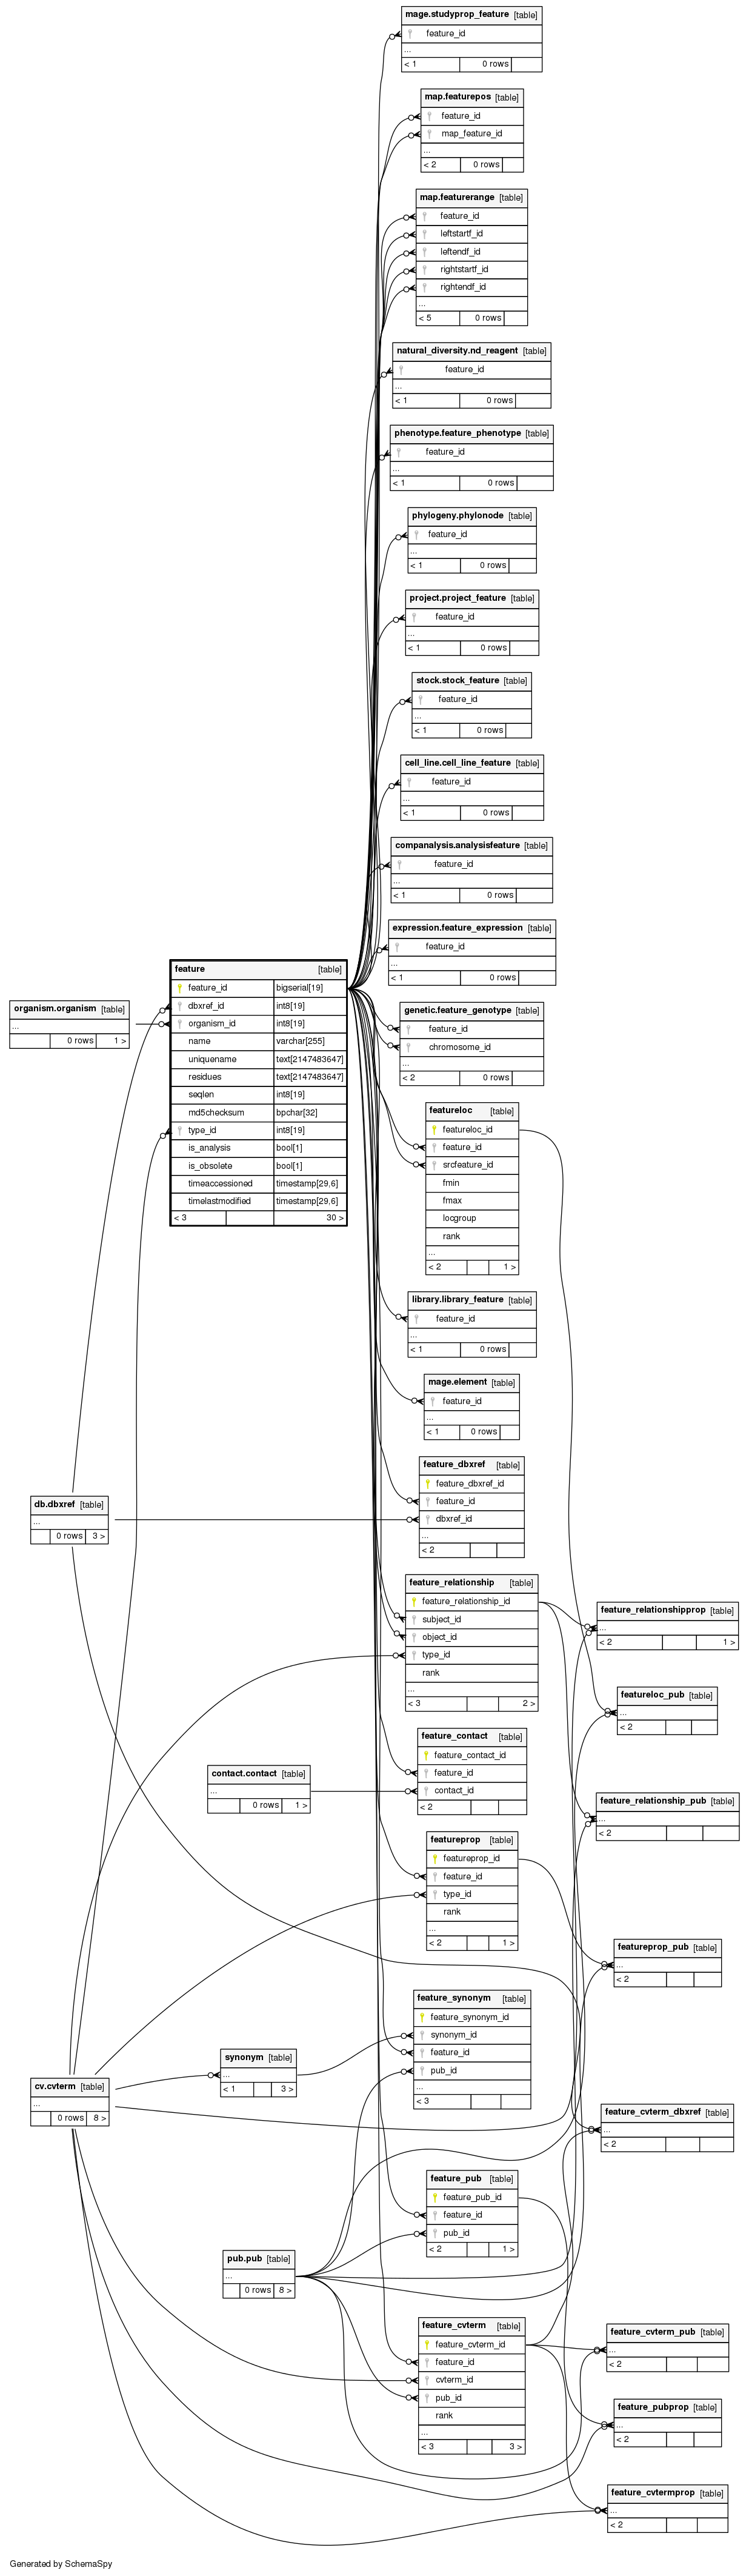 mage.studyprop_feature [table]
feature_id
...
< 1 0 rows
map.featurepos [table]
feature_id
map_feature_id
...
< 2 0 rows
map.featurerange [table]
feature_id
leftstartf_id
leftendf_id
rightstartf_id
rightendf_id
...
< 5 0 rows
natural_diversity.nd_reagent [table]
feature_id
...
< 1 0 rows
phenotype.feature_phenotype [table]
feature_id
...
< 1 0 rows
phylogeny.phylonode [table]
feature_id
...
< 1 0 rows
project.project_feature [table]
feature_id
...
< 1 0 rows
stock.stock_feature [table]
feature_id
...
< 1 0 rows
cell_line.cell_line_feature [table]
feature_id
...
< 1 0 rows
companalysis.analysisfeature [table]
feature_id
...
< 1 0 rows
expression.feature_expression [table]
feature_id
...
< 1 0 rows
feature [table]
feature_id bigserial[19]
dbxref_id int8[19]
organism_id int8[19]
name varchar[255]
uniquename text[2147483647]
residues text[2147483647]
seqlen int8[19]
md5checksum bpchar[32]
type_id int8[19]
is_analysis bool[1]
is_obsolete bool[1]
timeaccessioned timestamp[29,6]
timelastmodified timestamp[29,6]
< 3 30 >
organism.organism [table]
...
0 rows 1 >
genetic.feature_genotype [table]
feature_id
chromosome_id
...
< 2 0 rows
featureloc [table]
featureloc_id
feature_id
srcfeature_id
fmin
fmax
locgroup
rank
...
< 2 1 >
library.library_feature [table]
feature_id
...
< 1 0 rows
mage.element [table]
feature_id
...
< 1 0 rows
feature_dbxref [table]
feature_dbxref_id
feature_id
dbxref_id
...
< 2
db.dbxref [table]
...
0 rows 3 >
feature_relationship [table]
feature_relationship_id
subject_id
object_id
type_id
rank
...
< 3 2 >
feature_relationshipprop [table]
...
< 2 1 >
featureloc_pub [table]
...
< 2
feature_contact [table]
feature_contact_id
feature_id
contact_id
< 2
contact.contact [table]
...
0 rows 1 >
feature_relationship_pub [table]
...
< 2
featureprop [table]
featureprop_id
feature_id
type_id
rank
...
< 2 1 >
featureprop_pub [table]
...
< 2
feature_synonym [table]
feature_synonym_id
synonym_id
feature_id
pub_id
...
< 3
synonym [table]
...
< 1 3 >
cv.cvterm [table]
...
0 rows 8 >
feature_cvterm_dbxref [table]
...
< 2
feature_pub [table]
feature_pub_id
feature_id
pub_id
< 2 1 >
pub.pub [table]
...
0 rows 8 >
feature_cvterm [table]
feature_cvterm_id
feature_id
cvterm_id
pub_id
rank
...
< 3 3 >
feature_cvterm_pub [table]
...
< 2
feature_pubprop [table]
...
< 2
feature_cvtermprop [table]
...
< 2
Generated by SchemaSpy